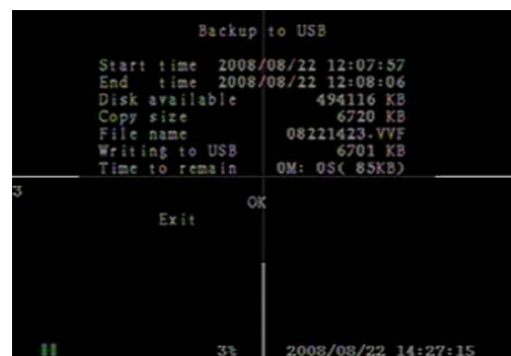 Backup to USB
Start time 2008/08/22 12:07:57
End time 2008/08/22 12:08:06
Disk available 494116 KB
Copy size 6720 KB
File name 08221423.VVF
Writing to USB 6701 KB
Time to remain 0M: 0S( 85KB)
3
OK
Exit
3% 2008/08/22 14:27:15